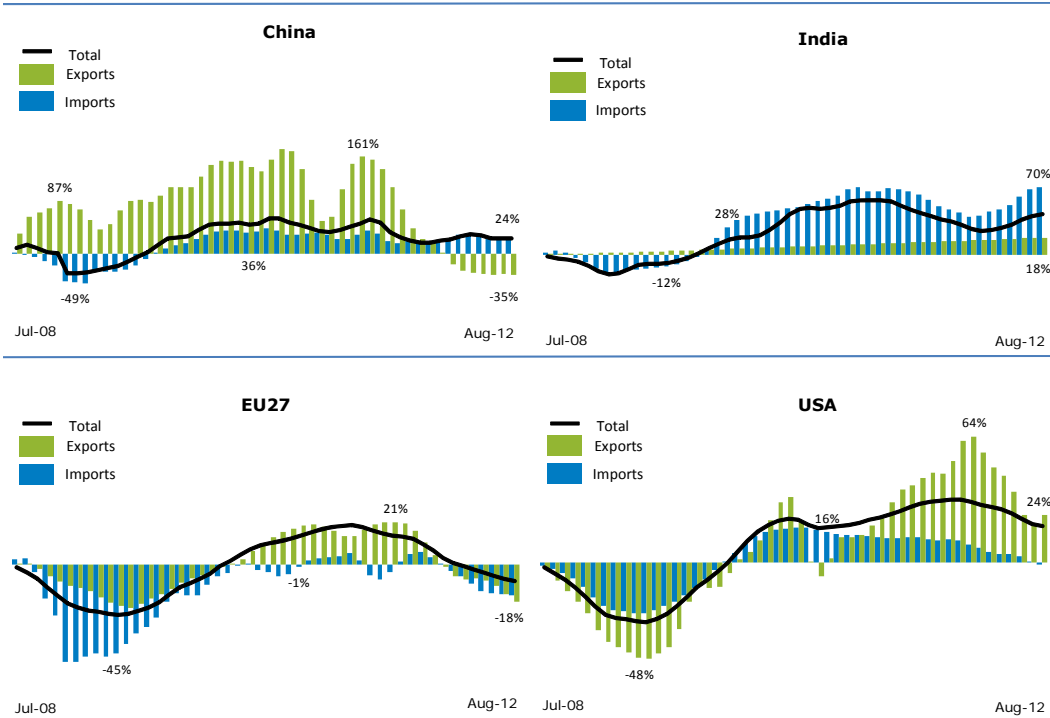 China
Total
Exports
Imports
87%
161%
24%
36%
-49%
-35%
Jul-08
Aug-12
India
Total
Exports
Imports
70%
28%
-12%
18%
Jul-08
Aug-12
EU27
Total
Exports
Imports
21%
-1%
-18%
-45%
Jul-08
Aug-12
USA
Total
Exports
Imports
64%
16%
24%
-48%
Jul-08
Aug-12